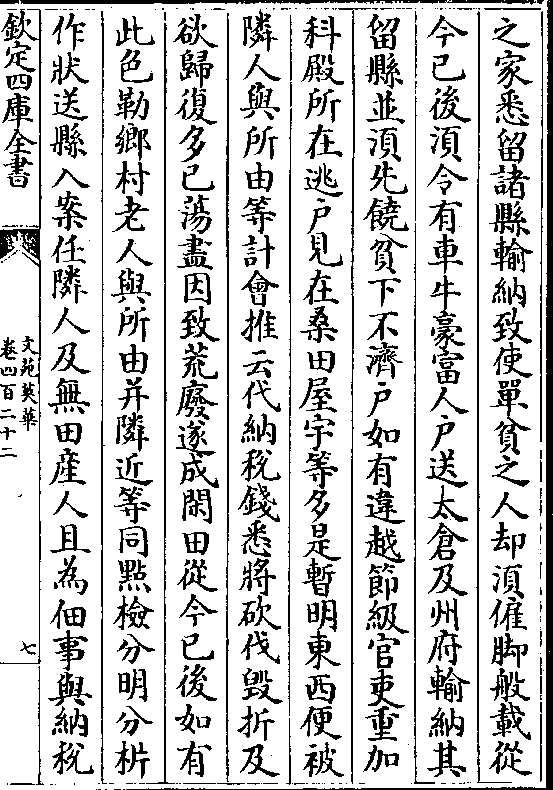 之家悉留諸縣輸納致使單貧之人却湏傕脚般載從
今已後湏令有車牛豪富人戸送太倉及州府輸納其
留縣並湏先饒貧下不濟户如有違越節級官吏重加
科殿所在逃户見在桑田屋宇等多是暫明東西便被
隣人與所由等計會推云代納稅錢悉將砍伐毀折及
欲歸復多已蕩盡因致荒廢遂成閑田從今已後如有
此色勒鄉村老人與所由并隣近等同點檢分明分析
作狀送縣入案任隣人及無田産人且為佃事與納稅
欽定四庫全書
文苑英華
卷四百二十二
七